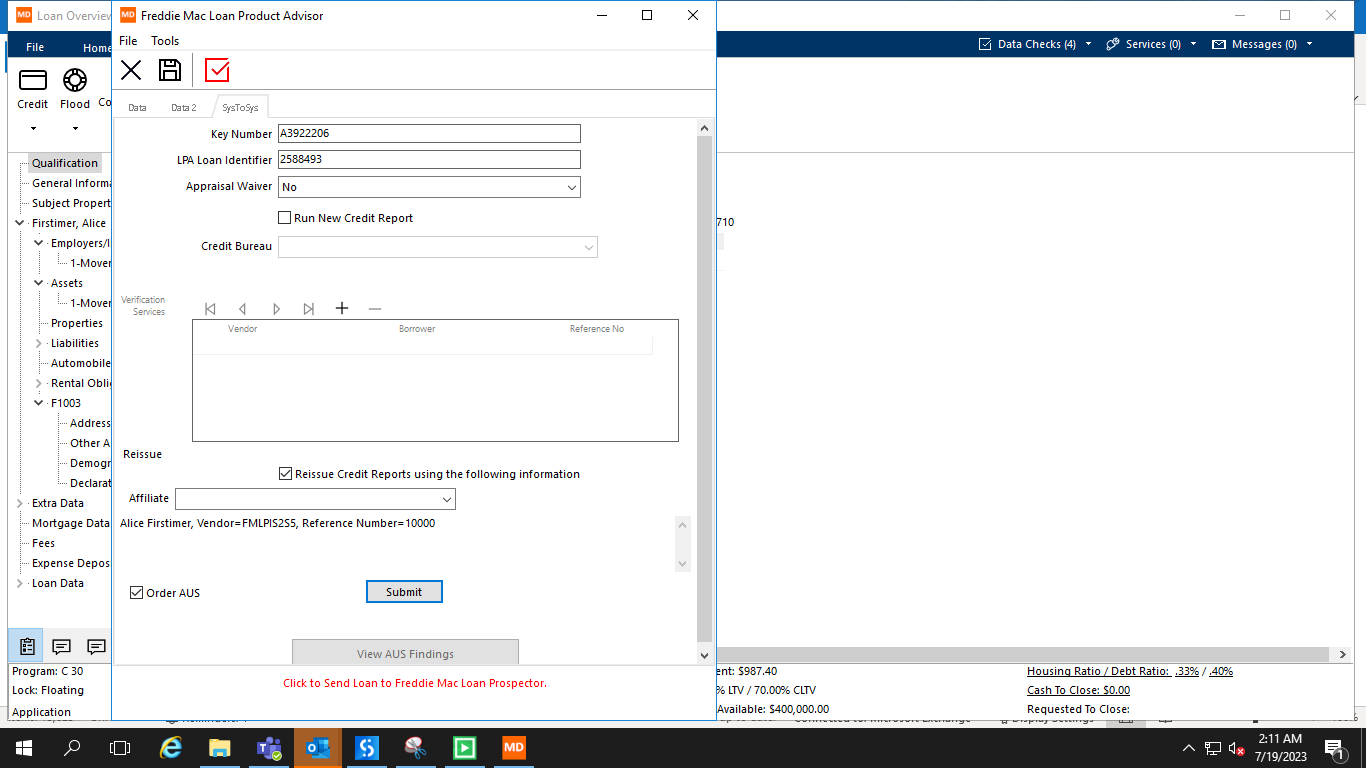 MD Loan Overview
MD Freddie Mac Loan Product Advisor
File Home
File Tools
Data Checks (4) Services (0) Messages (0)
Credit Flood Co
Data Data 2 SysToSys
Key Number A3922206
LPA Loan Identifier 2588493
Appraisal Waiver No
Run New Credit Report
Credit Bureau
Verification
Services
Vendor Borrower Reference No
Reissue
Reissue Credit Reports using the following information
Affiliate
Alice Firstimer, Vendor=FMLPIS2S5, Reference Number=10000
Order AUS Submit
View AUS Findings
Click to Send Loan to Freddie Mac Loan Prospector.
Qualification
General Informa
Subject Propert
Firstimer, Alice
Employers/I
1-Mover
Assets
1-Mover
Properties
Liabilities
Automobile
Rental Oblig
F1003
Address
Other A
Demogr
Declarat
Extra Data
Mortgage Data
Fees
Expense Depos
Loan Data
710
Program: C 30
Lock: Floating
Application
ent: $987.40
% LTV / 70.00% CLTV
Available: $400,000.00
Housing Ratio / Debt Ratio: .33% / .40%
Cash To Close: $0.00
Requested To Close:
MD
2:11 AM
7/19/2023
1